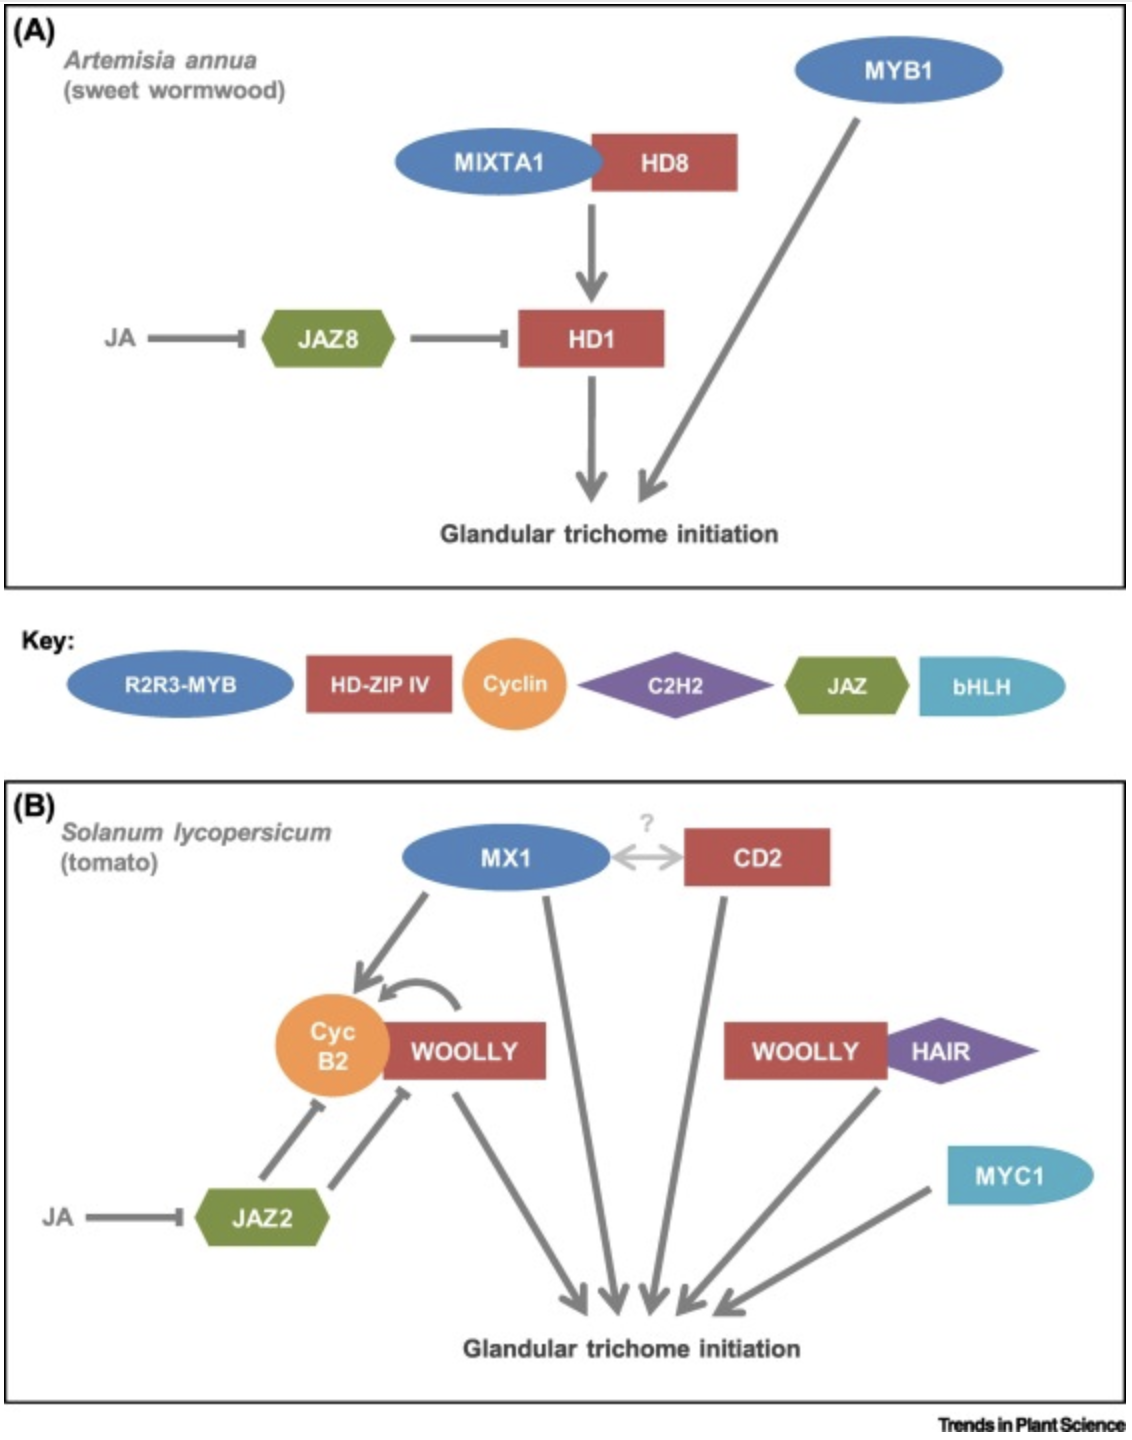 (A)
Artemisia annua
(sweet wormwood)
MYB1
MIXTA1 HD8
JA JAZ8 HD1
Glandular trichome initiation
Key:
R2R3-MYB HD-ZIP IV Cyclin C2H2 JAZ bHLH
(B)
Solanum lycopersicum
(tomato)
?
MX1 CD2
Cyc
B2
WOOLLY WOOLLY HAIR
MYC1
JA JAZ2
Glandular trichome initiation
Trends in Plant Science